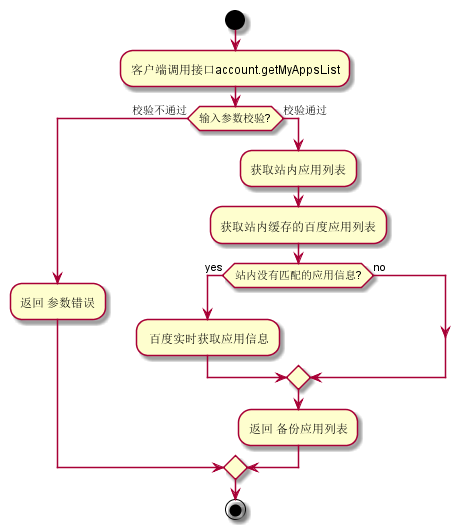 客户端调用接口account.getMyAppsList
校验不通过
输入参数校验?
校验通过
获取站内应用列表
获取站内缓存的百度应用列表
yes
站内没有匹配的应用信息?
no
返回 参数错误
百度实时获取应用信息
返回 备份应用列表